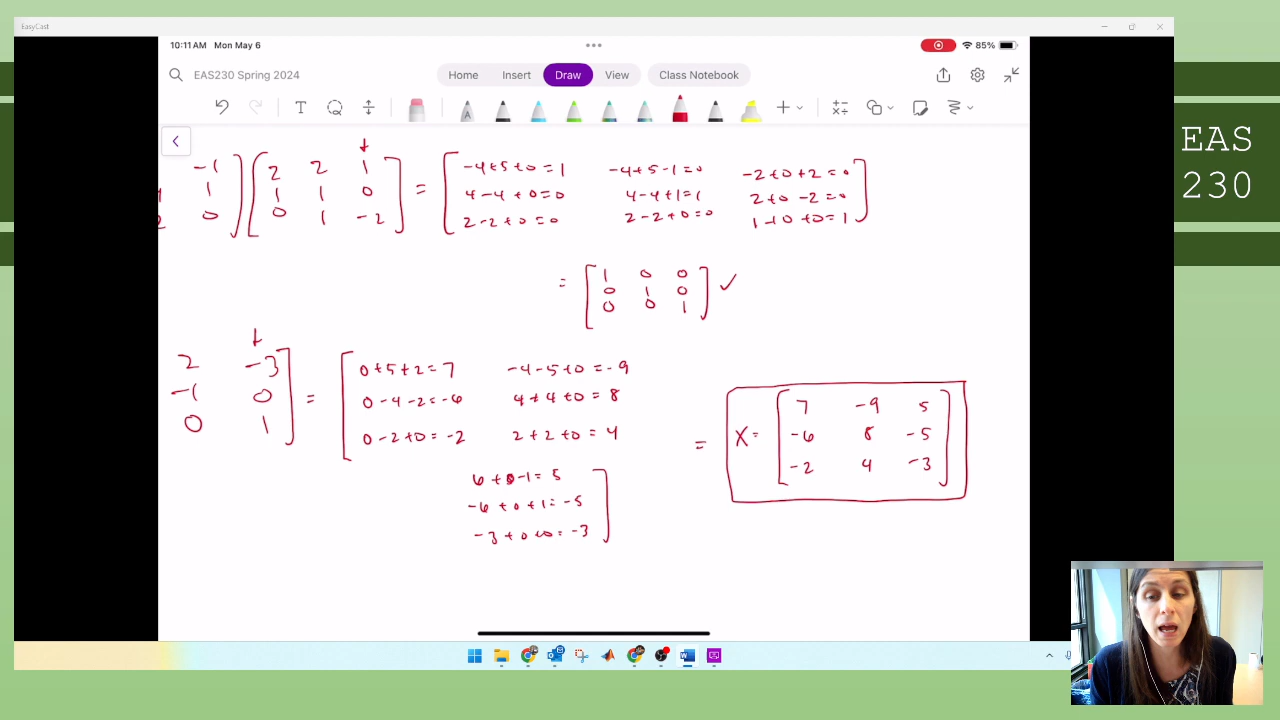 EasyCast
10:11 AM Mon May 6
85%
EAS230 Spring 2024
Home Insert Draw View Class Notebook
EAS
230
-1 2 2 1 -4+5+0=1 -4+5-1=0 -2+0+2=0
1 1 1 0 = 4-4+0=0 4-4+1=1 2+0-2=0
0 0 1 -2 2-2+0=0 2-2+0=0 1+0+0=1
1 0 0
= 0 1 0 ✓
0 0 1
2 -3 0+5+2=7 -4-5+0=-9
-1 0 = 0-4-2=-6 4+4+0=8
0 1 0-2+0=-2 2+2+0=4
6+0-1=5
-6+0+1=-5
-3+0+0=-3
7 -9 5
= X= -6 8 -5
-2 4 -3